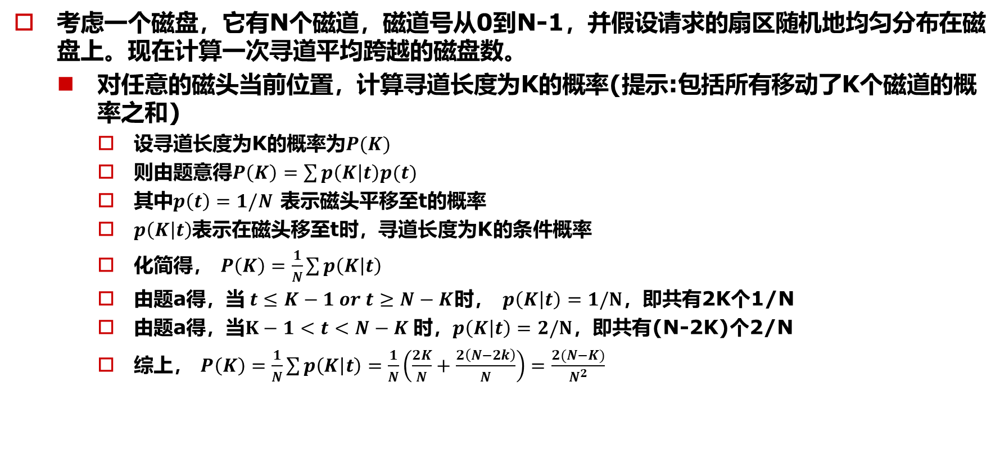 考虑一个磁盘，它有N个磁道，磁道号从0到N-1，并假设请求的扇区随机地均匀分布在磁
盘上。现在计算一次寻道平均跨越的磁盘数。
对任意的磁头当前位置，计算寻道长度为K的概率(提示:包括所有移动了K个磁道的概
率之和)
设寻道长度为K的概率为P(K)
则由题意得P(K) = ∑ p(K|t)p(t)
其中p(t) = 1/N 表示磁头平移至t的概率
p(K|t)表示在磁头移至t时，寻道长度为K的条件概率
化简得， P(K) = \frac{1}{N} ∑ p(K|t)
由题a得，当 t ≤ K − 1 or t ≥ N − K时， p(K|t) = 1/N，即共有2K个1/N
由题a得，当K − 1 < t < N − K 时，p(K|t) = 2/N，即共有(N-2K)个2/N
综上， P(K) = \frac{1}{N} ∑ p(K|t) = \frac{1}{N} (\frac{2K}{N} + \frac{2(N−2k)}{N}) = \frac{2(N−K)}{N^2}